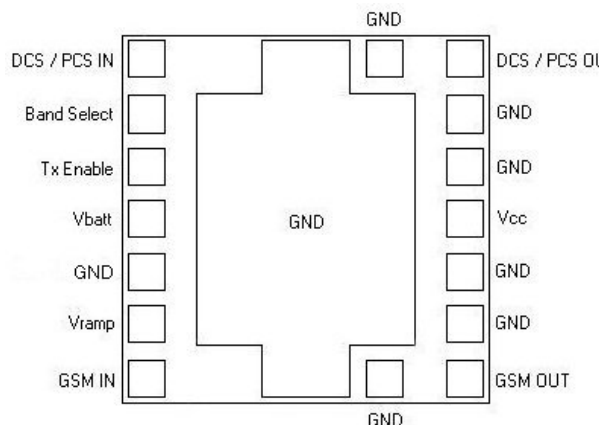 GND
DCS / PCS IN
DCS / PCS OU
Band Select
GND
Tx Enable
GND
Vbatt
GND
Vcc
GND
GND
Vramp
GND
GSM IN
GSM OUT
GND